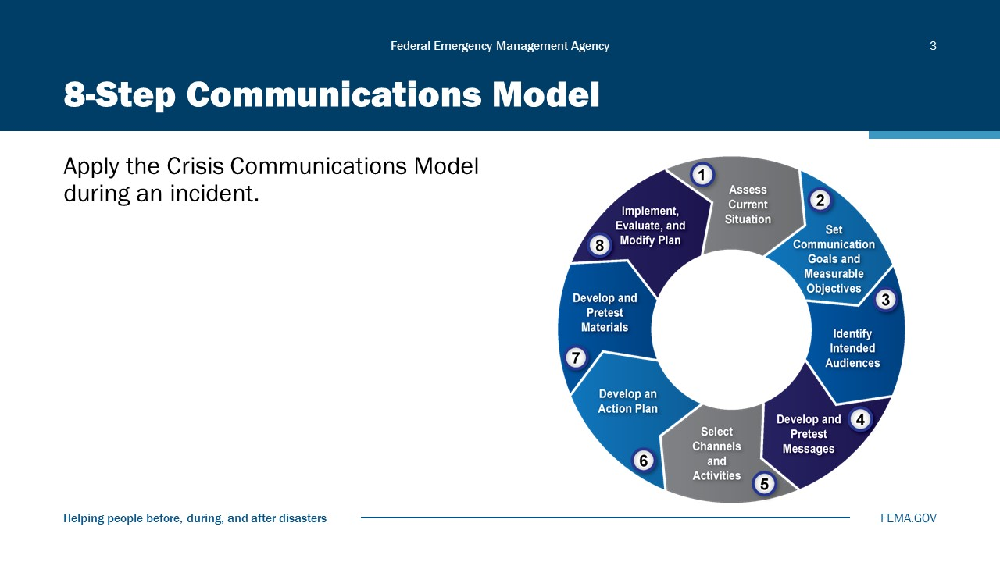 Federal Emergency Management Agency
3
8-Step Communications Model
Apply the Crisis Communications Model
during an incident.
1
Assess
Current
Situation
2
Set
Communication
Goals and
Measurable
Objectives
3
Identify
Intended
Audiences
4
Develop and
Pretest
Messages
5
Select
Channels
and
Activities
6
Develop an
Action Plan
7
Develop and
Pretest
Materials
8
Implement,
Evaluate, and
Modify Plan
Helping people before, during, and after disasters
FEMA.GOV